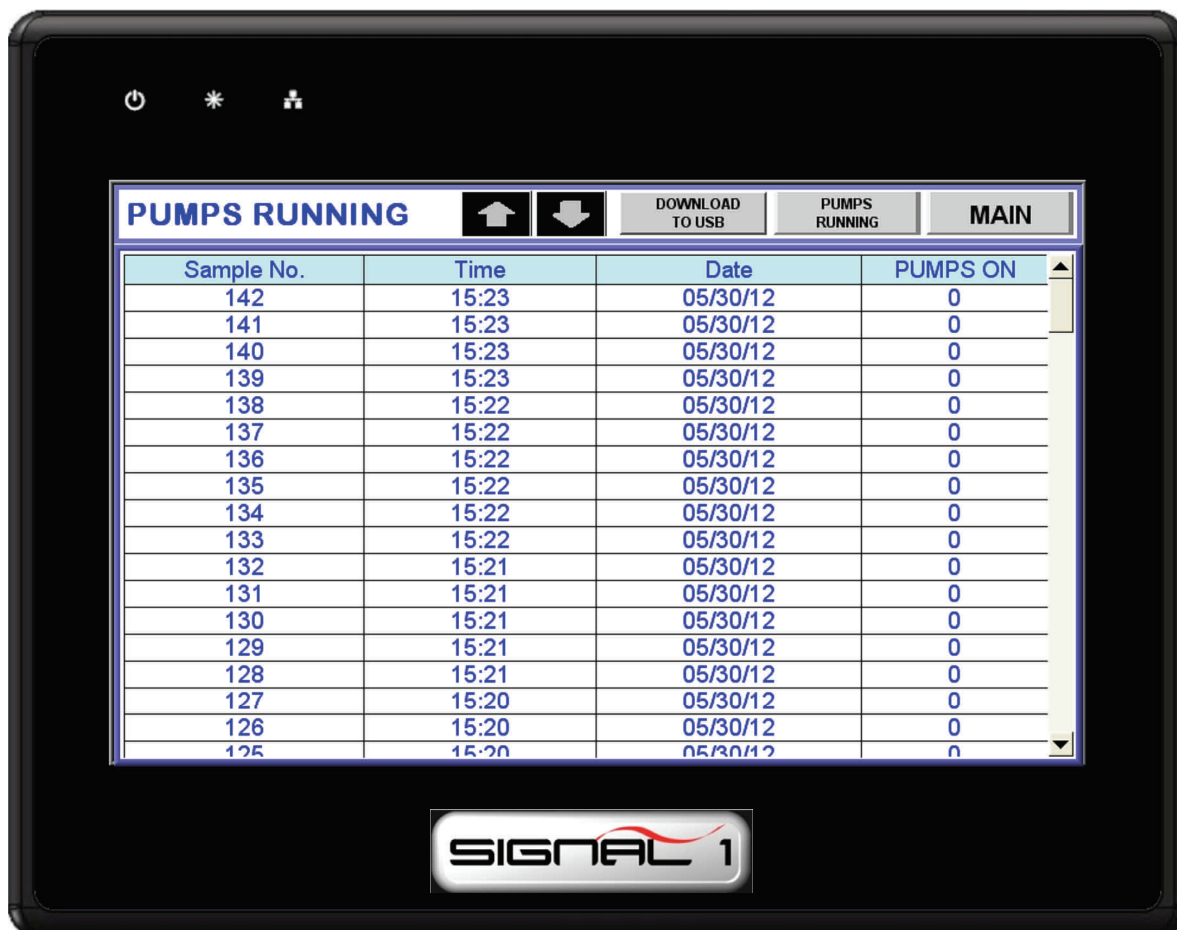 PUMPS RUNNING
DOWNLOAD
TO USB
PUMPS
RUNNING
MAIN
Sample No. Time Date PUMPS ON
142 15:23 05/30/12 0
141 15:23 05/30/12 0
140 15:23 05/30/12 0
139 15:23 05/30/12 0
138 15:22 05/30/12 0
137 15:22 05/30/12 0
136 15:22 05/30/12 0
135 15:22 05/30/12 0
134 15:22 05/30/12 0
133 15:22 05/30/12 0
132 15:21 05/30/12 0
131 15:21 05/30/12 0
130 15:21 05/30/12 0
129 15:21 05/30/12 0
128 15:21 05/30/12 0
127 15:20 05/30/12 0
126 15:20 05/30/12 0
125 15:20 05/30/12 0
SIGNAL 1